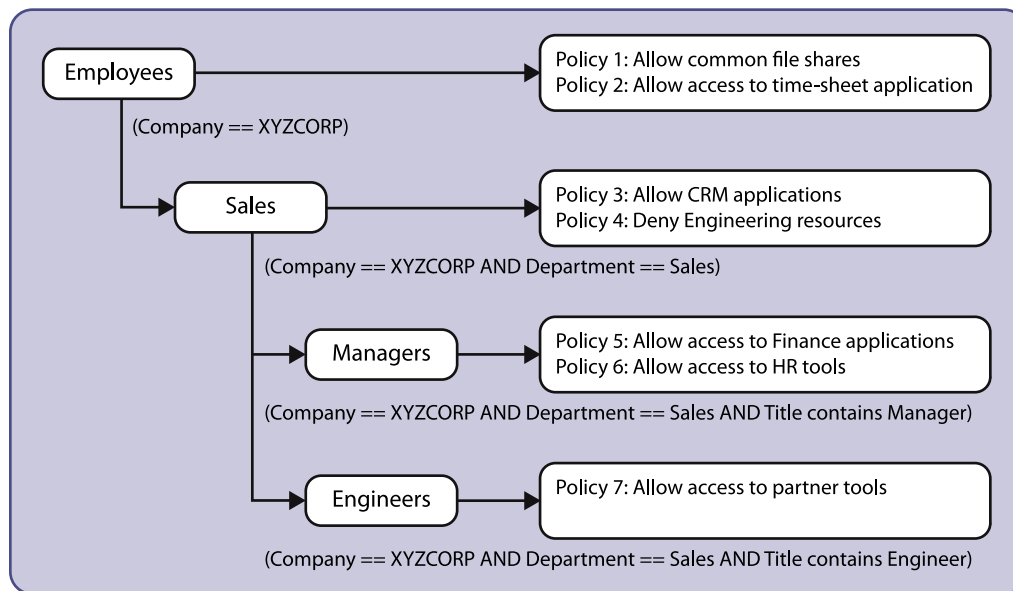 Employees
Policy 1: Allow common file shares
Policy 2: Allow access to time-sheet application
(Company == XYZCORP)
Sales
Policy 3: Allow CRM applications
Policy 4: Deny Engineering resources
(Company == XYZCORP AND Department == Sales)
Managers
Policy 5: Allow access to Finance applications
Policy 6: Allow access to HR tools
(Company == XYZCORP AND Department == Sales AND Title contains Manager)
Engineers
Policy 7: Allow access to partner tools
(Company == XYZCORP AND Department == Sales AND Title contains Engineer)